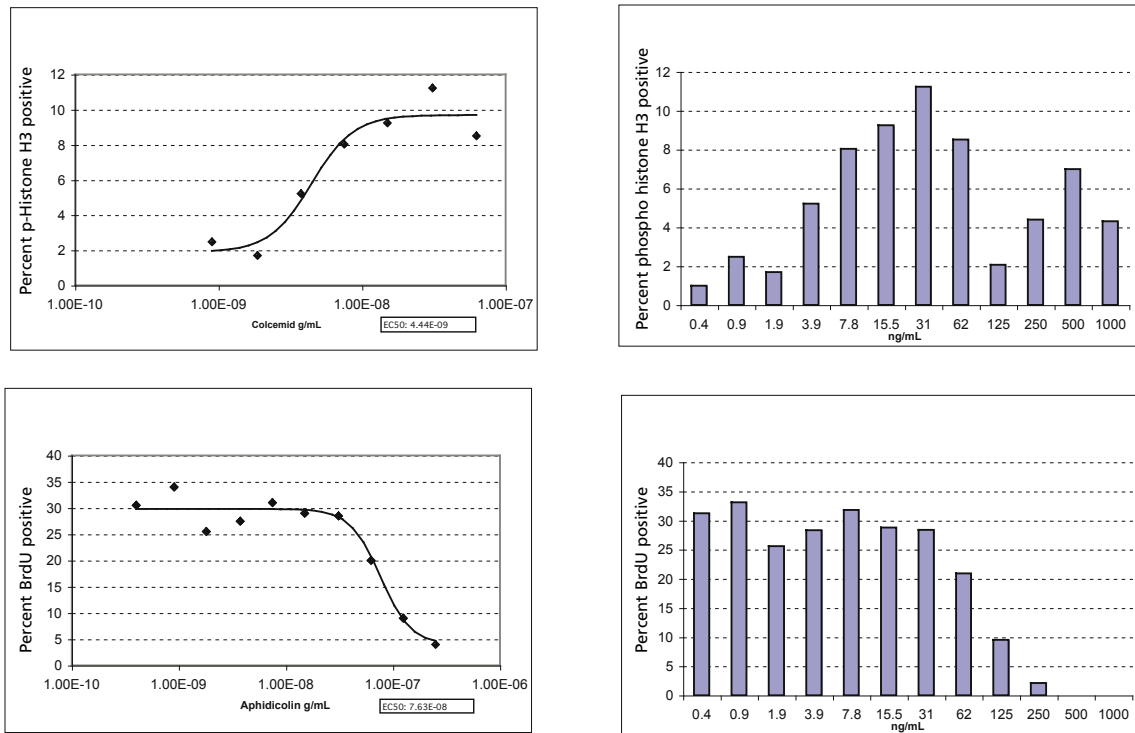 Percent p-Histone H3 positive
12
10
8
6
4
2
0
1.00E-10 1.00E-09 1.00E-08 1.00E-07
Colcemid g/mL
EC50: 4.44E-09
Percent phospho histone H3 positive
12
10
8
6
4
2
0
0.4 0.9 1.9 3.9 7.8 15.5 31 62 125 250 500 1000
ng/mL
Percent BrdU positive
40
35
30
25
20
15
10
5
0
1.00E-10 1.00E-09 1.00E-08 1.00E-07 1.00E-06
Aphidicolin g/mL
EC50: 7.63E-08
Percent BrdU positive
40
35
30
25
20
15
10
5
0
0.4 0.9 1.9 3.9 7.8 15.5 31 62 125 250 500 1000
ng/mL